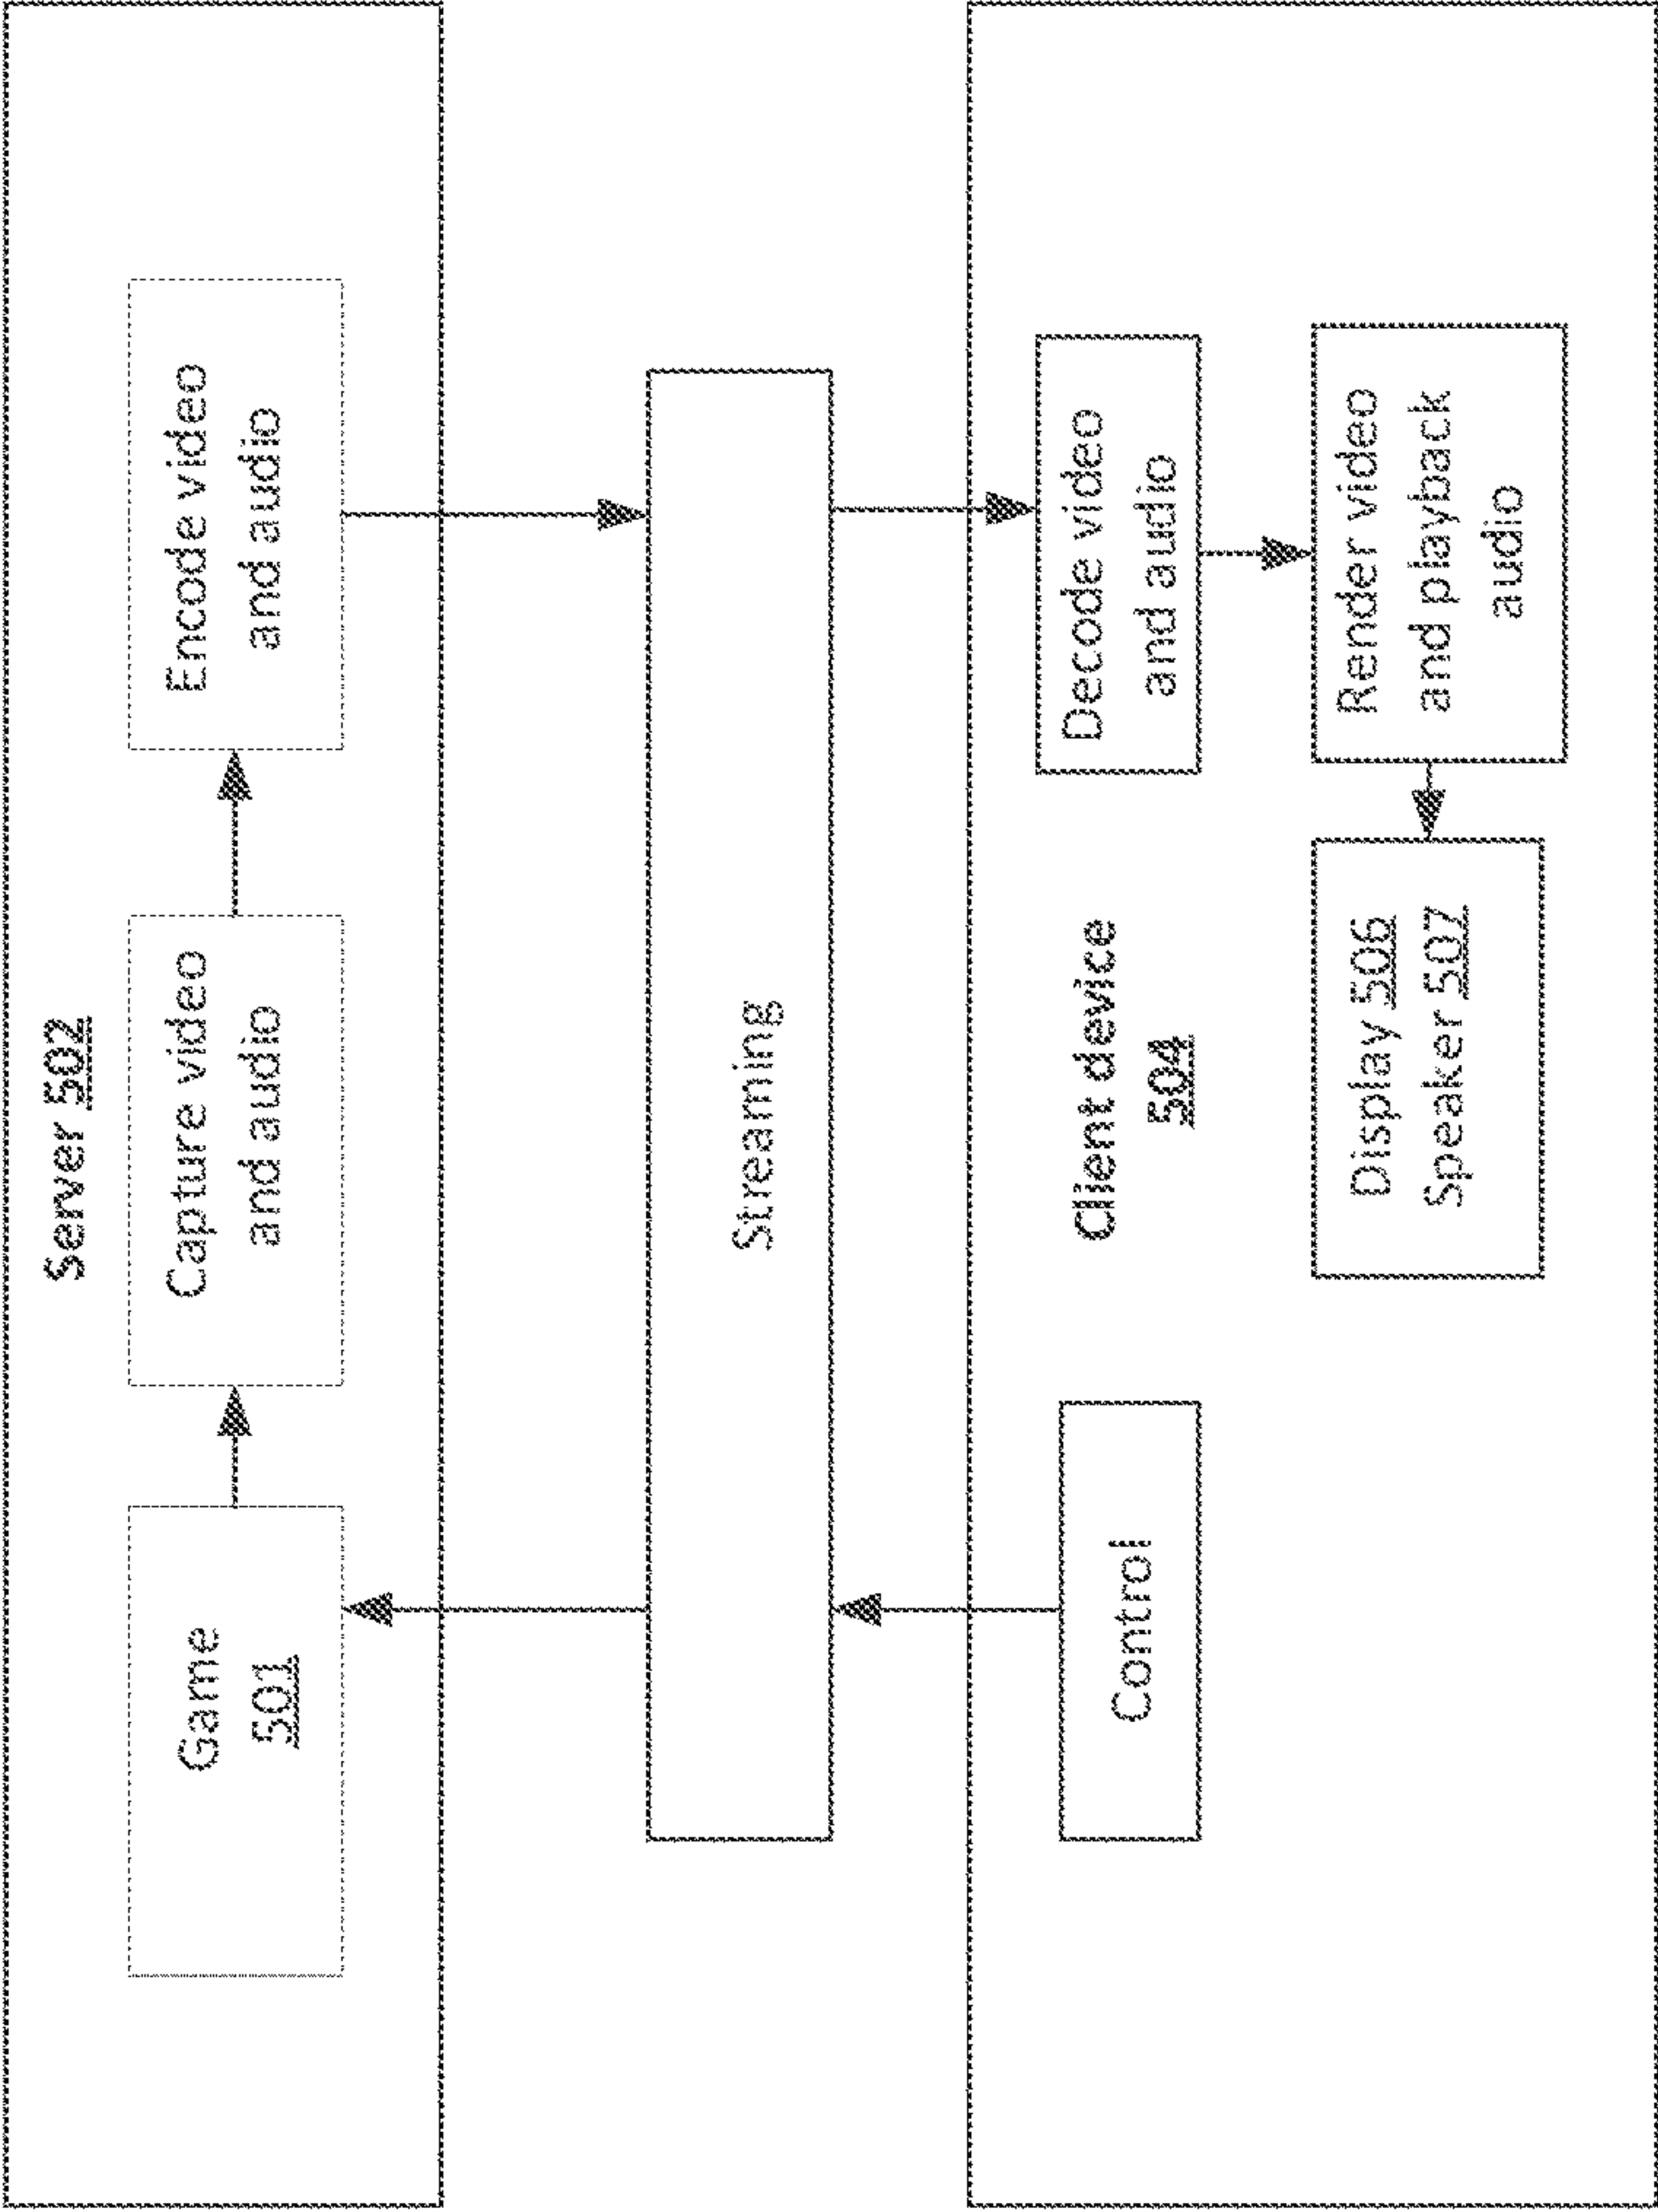 Server 502
Game
501
Capture video
and audio
Encode video
and audio
Streaming
Client device
504
Control
Decode video
and audio
Display 506
Speaker 507
Render video
and playback
audio